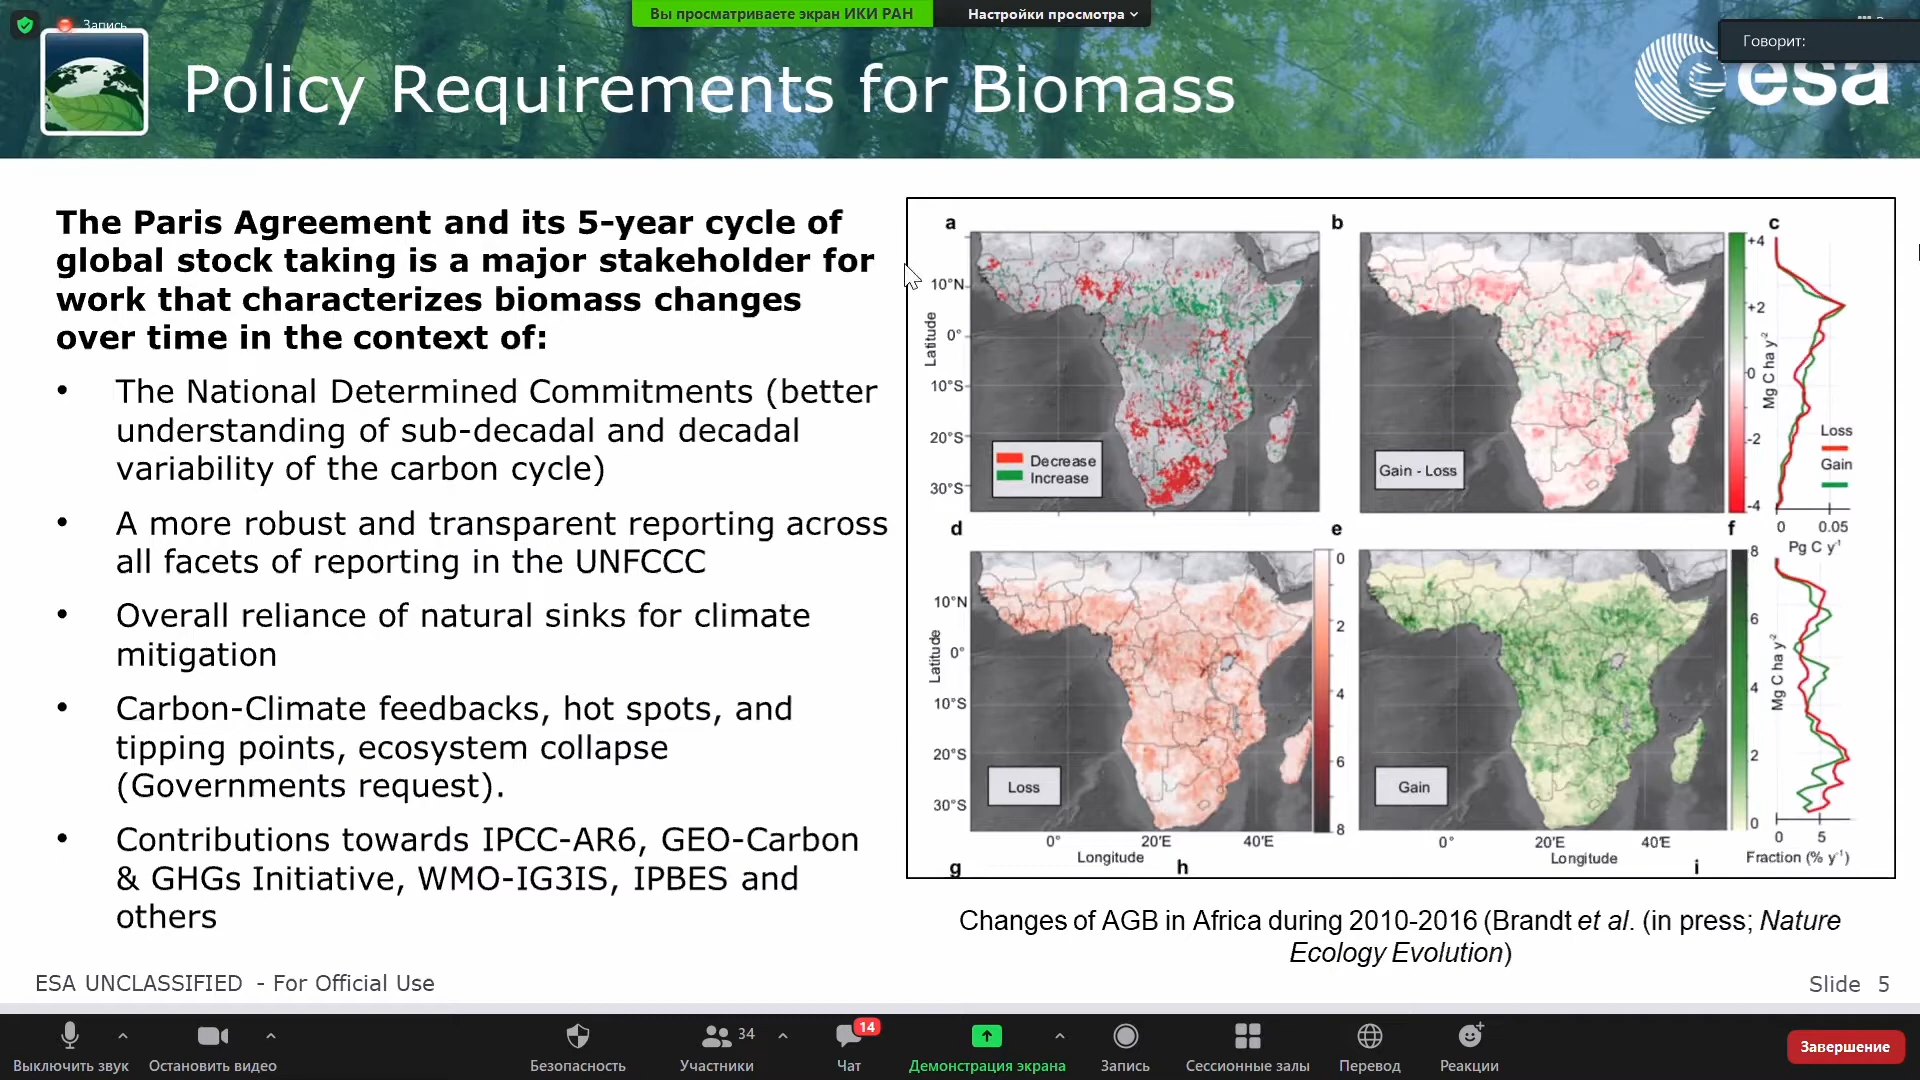 Запись
Вы просматриваете экран ИКИ РАН
Настройки просмотра
Говорит:
Policy Requirements for Biomass
esa
The Paris Agreement and its 5-year cycle of
global stock taking is a major stakeholder for
work that characterizes biomass changes
over time in the context of:
• The National Determined Commitments (better
understanding of sub-decadal and decadal
variability of the carbon cycle)
• A more robust and transparent reporting across
all facets of reporting in the UNFCCC
• Overall reliance of natural sinks for climate
mitigation
• Carbon-Climate feedbacks, hot spots, and
tipping points, ecosystem collapse
(Governments request).
• Contributions towards IPCC-AR6, GEO-Carbon
& GHGs Initiative, WMO-IG3IS, IPBES and
others
a
10°N
0°
10°S
20°S
30°S
Latitude
Decrease
Increase
b
Gain - Loss
+4
+2
0
-2
-4
Mg C ha y⁻¹
c
Loss
Gain
0 0.05
Pg C y⁻¹
d
10°N
0°
10°S
20°S
30°S
Latitude
Loss
0° 20°E 40°E
Longitude
0
2
4
6
8
e
Gain
0° 20°E 40°E
Longitude
8
6
4
2
0
Mg C ha y⁻¹
f
0 5
Fraction (% y⁻¹)
g h i
Changes of AGB in Africa during 2010-2016 (Brandt et al. (in press; Nature
Ecology Evolution)
ESA UNCLASSIFIED - For Official Use
Slide 5
Выключить звук
Остановить видео
Безопасность
34
Участники
14
Чат
Демонстрация экрана
Запись
Сессионные залы
Перевод
Реакции
Завершение